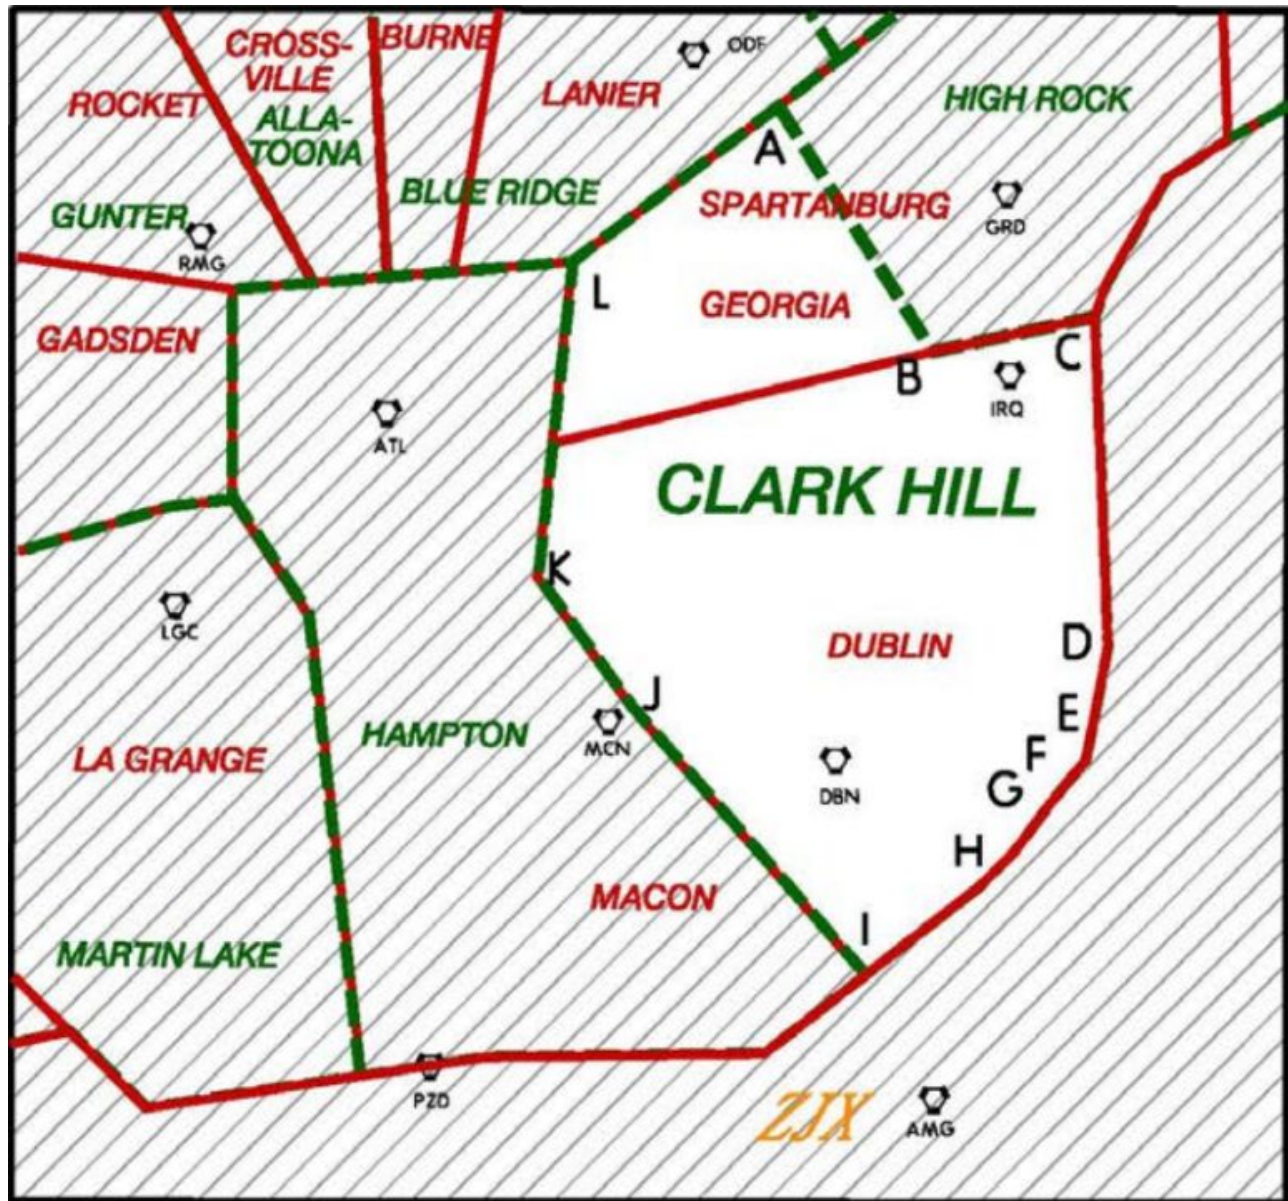 CROSS-
VILLE
BURNE
ODF
ROCKET
LANIER
HIGH ROCK
ALLA-
TOONA
A
BLUE RIDGE
SPARTANBURG
GUNTER
GRD
RMG
L
GEORGIA
GADSDEN
C
B
IRQ
ATL
CLARK HILL
K
LGC
DUBLIN
D
J
E
HAMPTON
MCN
F
LA GRANGE
G
DBN
H
MACON
I
MARTIN LAKE
PZD
ZJX
AMG